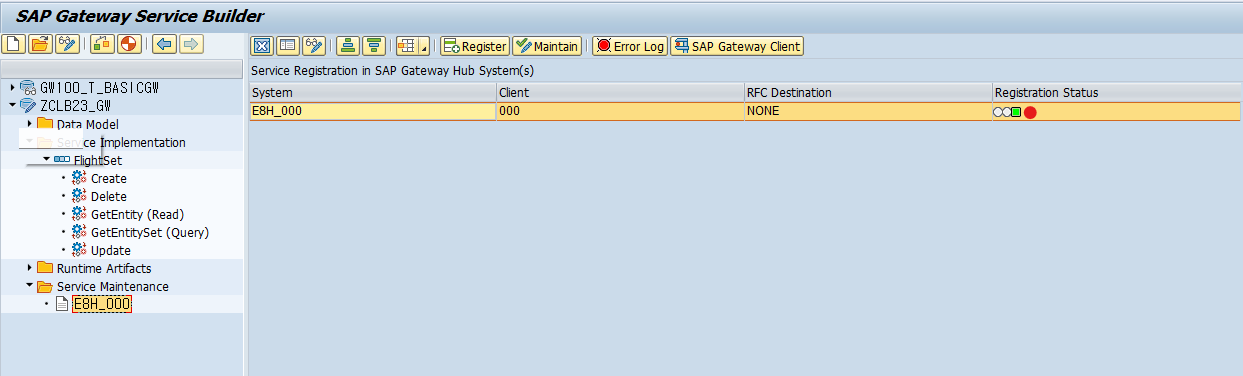 SAP Gateway Service Builder
Register Maintain Error Log SAP Gateway Client
Service Registration in SAP Gateway Hub System(s)
GW100_T_BASICGW
ZCLB23_GW
Data Model
Service Implementation
FlightSet
Create
Delete
GetEntity (Read)
GetEntitySet (Query)
Update
Runtime Artifacts
Service Maintenance
E8H_000
System Client RFC Destination Registration Status
E8H_000 000 NONE